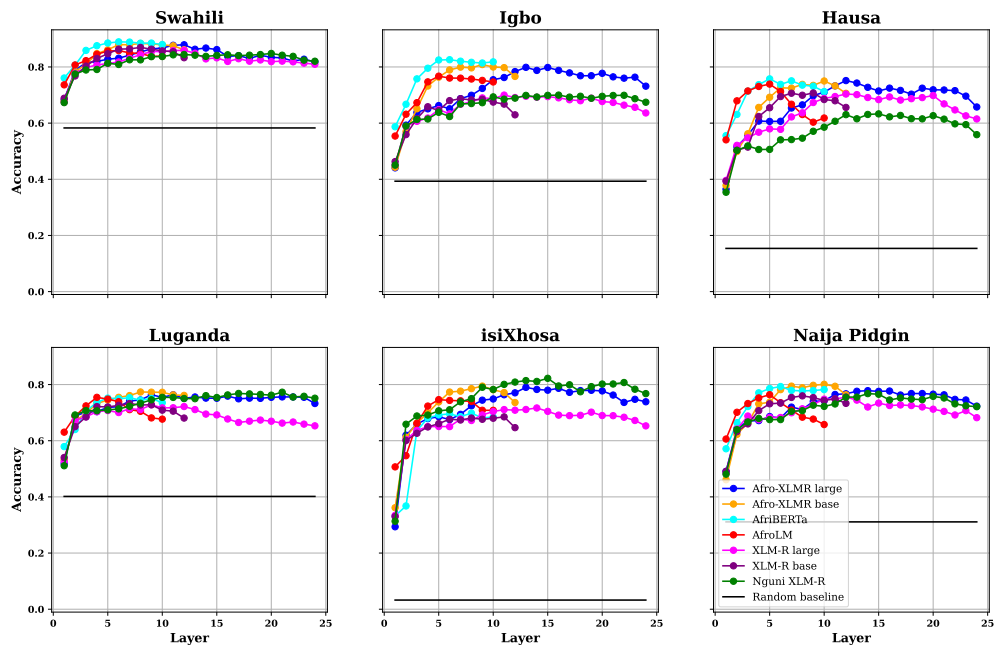 Swahili
Igbo
Hausa
Accuracy
0.8
0.6
0.4
0.2
0.0
Luganda
isiXhosa
Naija Pidgin
Accuracy
0.8
0.6
0.4
0.2
0.0
Afro-XLMR large
Afro-XLMR base
AfriBERTa
AfroLM
XLM-R large
XLM-R base
Nguni XLM-R
Random baseline
0 5 10 15 20 25
0 5 10 15 20 25
0 5 10 15 20 25
Layer
Layer
Layer